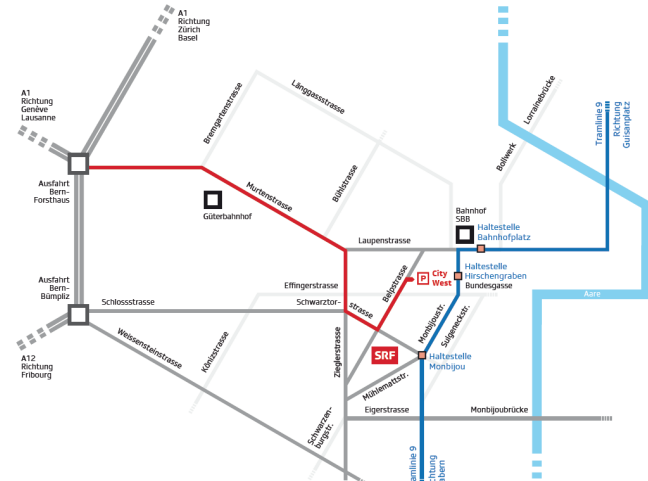 A1
Richtung
Zürich
Basel
A1
Richtung
Genève
Lausanne
Bremgartenstrasse
Länggassstrasse
Lorrainebrücke
Tramlinie 9
Richtung
Guisanplatz
Bollwerk
Bühlstrasse
Murtenstrasse
Ausfahrt
Bern-
Forsthaus
Güterbahnhof
Bahnhof
SBB
Haltestelle
Bahnhofplatz
Laupenstrasse
Haltestelle
Hirschengraben
Bundesgasse
P
City
West
Belpstrasse
Effingerstrasse
Aare
Ausfahrt
Bern-
Bümpliz
Schlossstrasse
Schwarztor-
strasse
Monbijoustr.
Sulgeneckstr.
Weissensteinstrasse
Könizstrasse
Zieglerstrasse
SRF
Haltestelle
Monbijou
A12
Richtung
Fribourg
Mühlemattstr.
Eigerstrasse
Monbijoubrücke
Schwarzen-
burgstr.
amlinie 9
chtung
abern